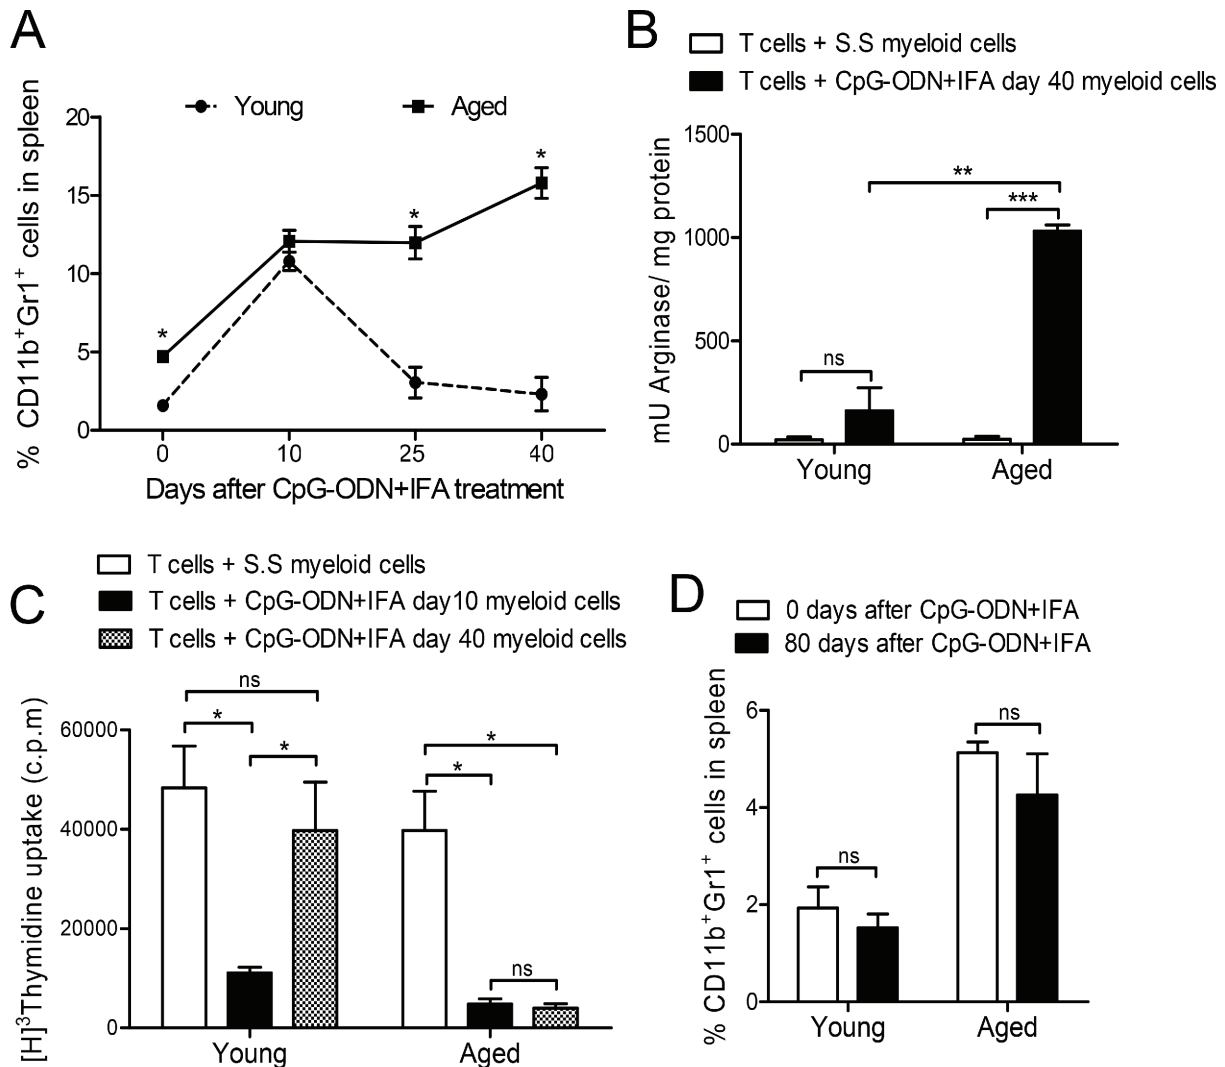 A
Young
Aged
% CD11b⁺Gr1⁺ cells in spleen
20
15
10
5
0
*
*
*
0
10
25
40
Days after CpG-ODN+IFA treatment
B
T cells + S.S myeloid cells
T cells + CpG-ODN+IFA day 40 myeloid cells
mU Arginase/ mg protein
1500
1000
500
0
ns
**
***
Young
Aged
C
T cells + S.S myeloid cells
T cells + CpG-ODN+IFA day10 myeloid cells
T cells + CpG-ODN+IFA day 40 myeloid cells
[H]³Thymidine uptake (c.p.m)
60000
40000
20000
0
ns
*
*
*
*
ns
Young
Aged
D
0 days after CpG-ODN+IFA
80 days after CpG-ODN+IFA
% CD11b⁺Gr1⁺ cells in spleen
6
4
2
0
ns
ns
Young
Aged